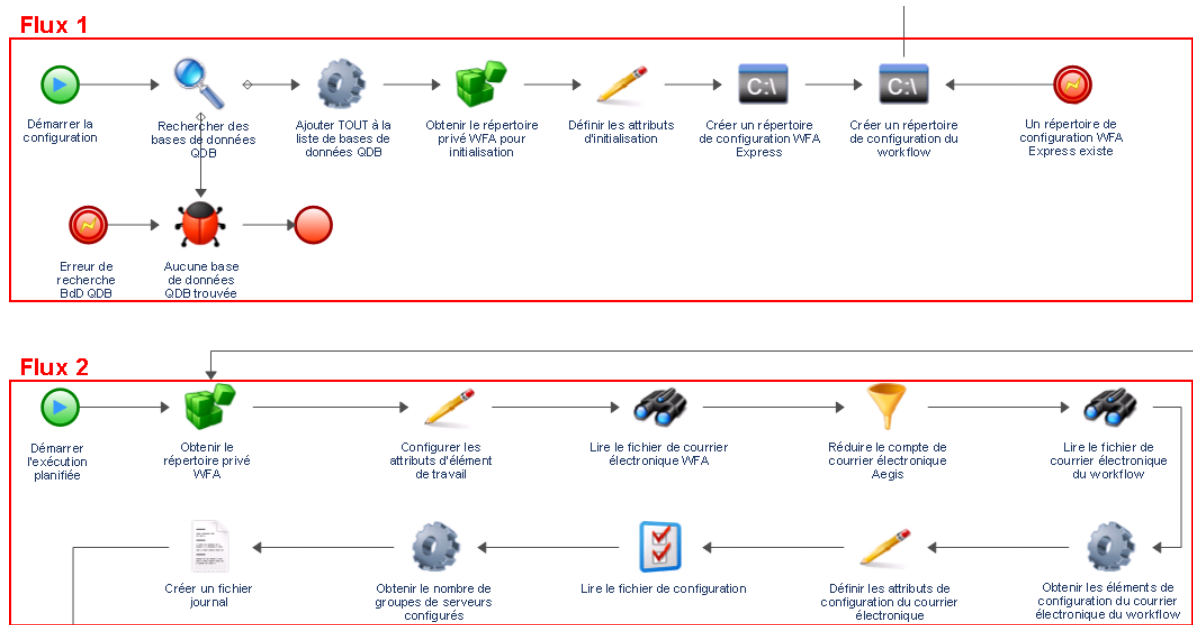 Flux 1
C:\
C:\
Démarrer la
configuration
Rechercher des
bases de données
QDB
Ajouter TOUT à la
liste de bases de
données QDB
Obtenir le répertoire
privé WFA pour
initialisation
Définir les attributs
d'initialisation
Créer un répertoire
de configuration WFA
Express
Créer un répertoire
de configuration du
workflow
Un répertoire de
configuration WFA
Express existe
Erreur de
recherche
BdD QDB
Aucune base
de données
QDB trouvée
Flux 2
Démarrer
l'exécution
planifiée
Obtenir le
répertoire privé
WFA
Configurer les
attributs d'élément
de travail
Lire le fichier de courrier
électronique WFA
Réduire le compte de
courrier électronique
Aegis
Lire le fichier de
courrier électronique
du workflow
Créer un fichier
journal
Obtenir le nombre de
groupes de serveurs
configurés
Lire le fichier de configuration
Définir les attributs de
configuration du courrier
électronique
Obtenir les éléments de
configuration du courrier
électronique du workflow